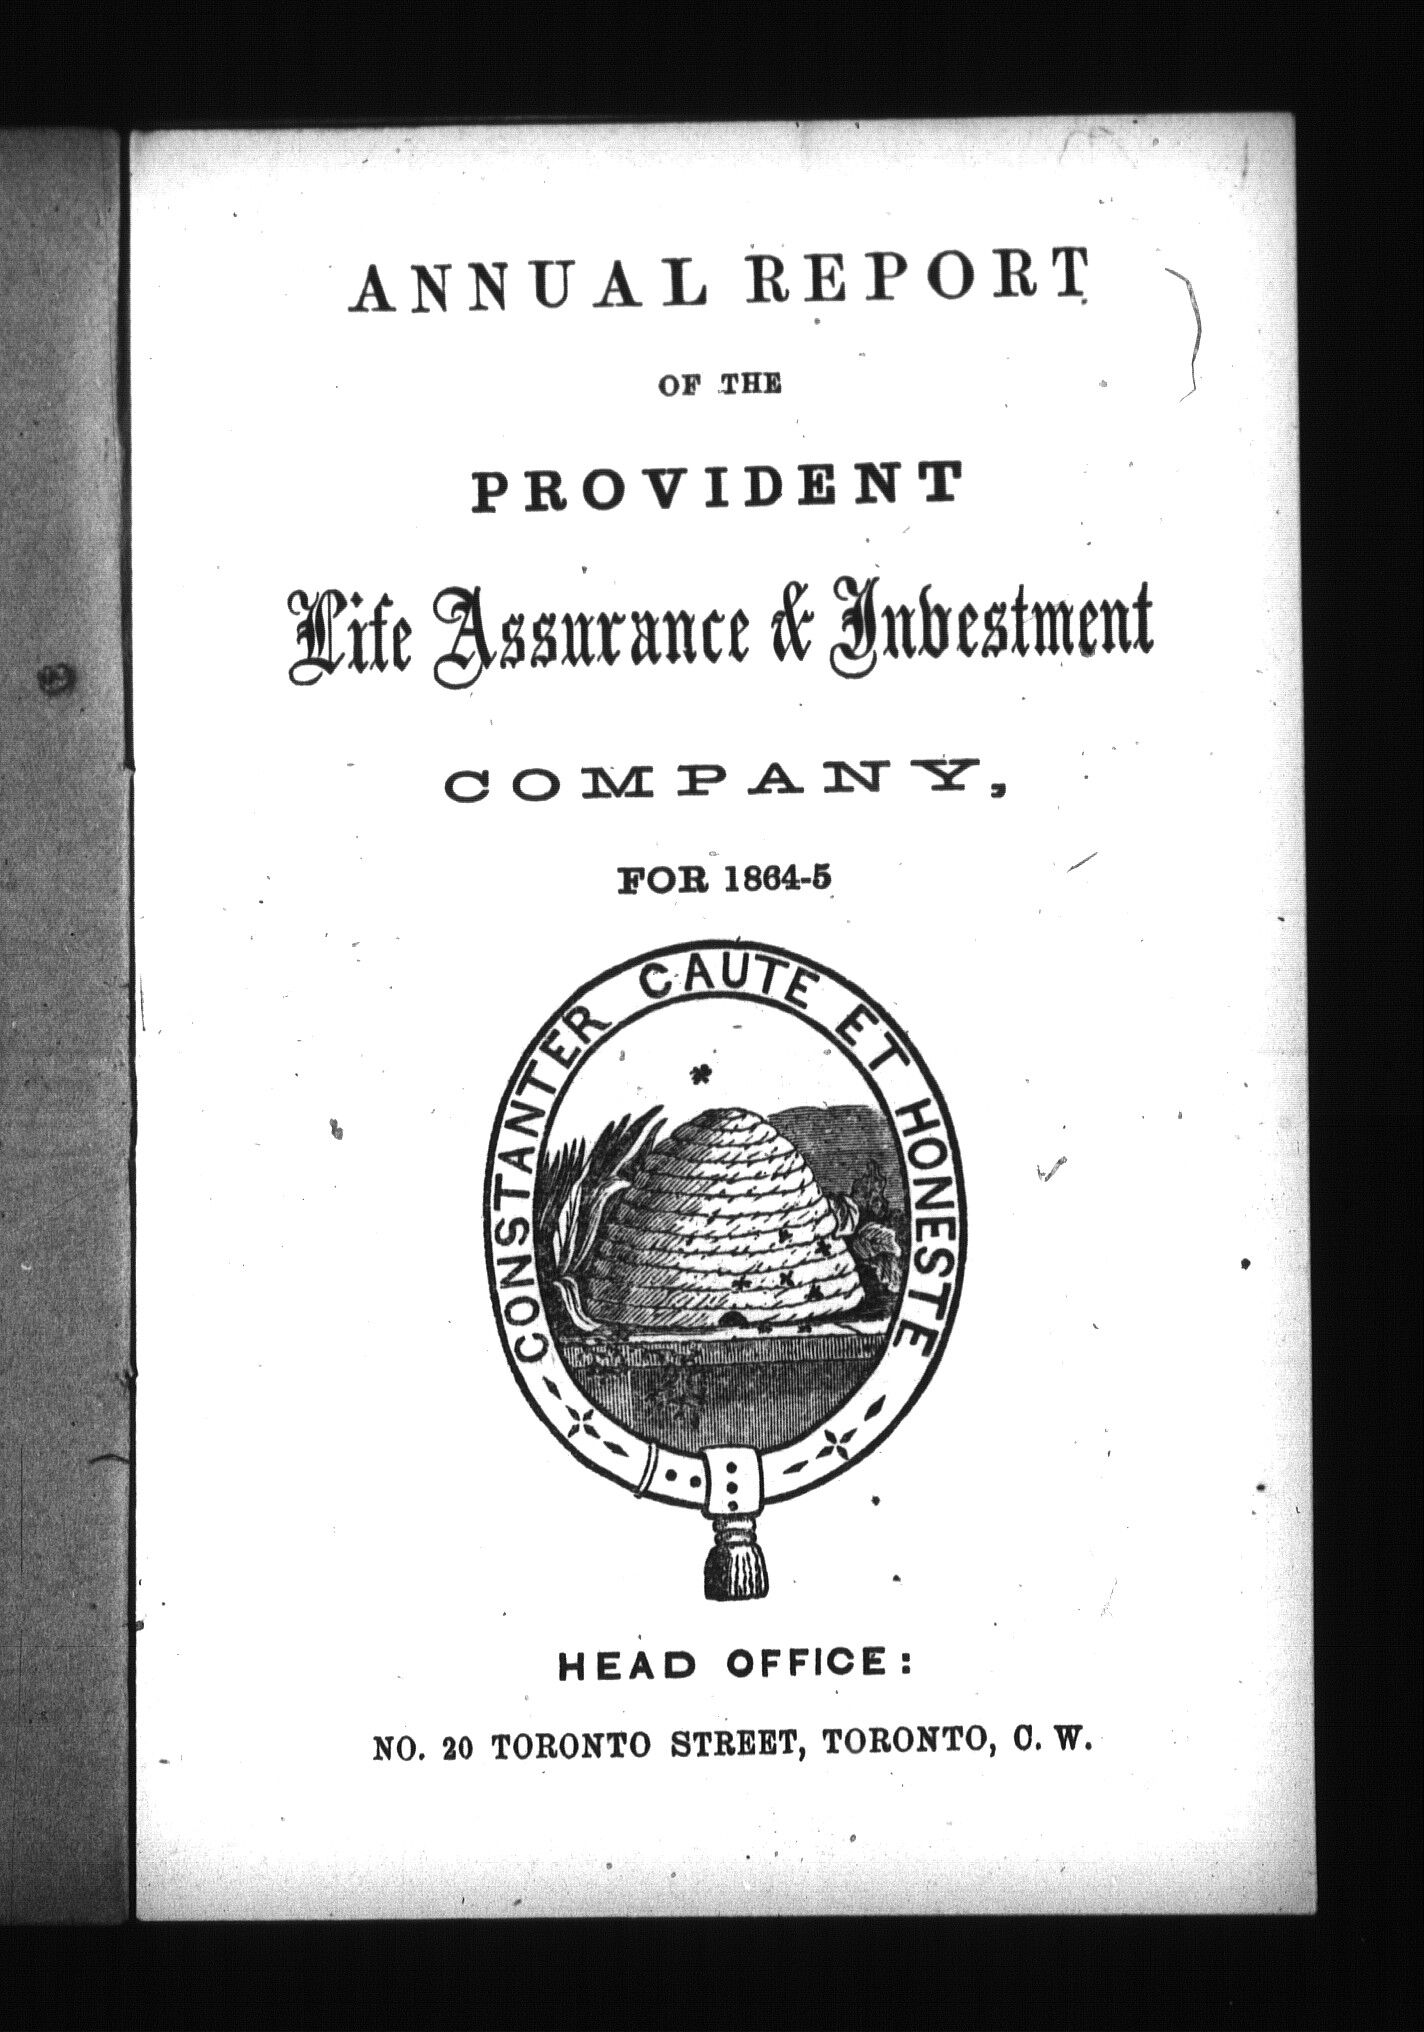 ANNUAL REPORT
OF THE
PROVIDENT
Life Assurance & Investment
COMPANY,
FOR 1864-5
CONSTANTER CAUTE ET HONESTE
HEAD OFFICE:
NO. 20 TORONTO STREET, TORONTO, C. W.